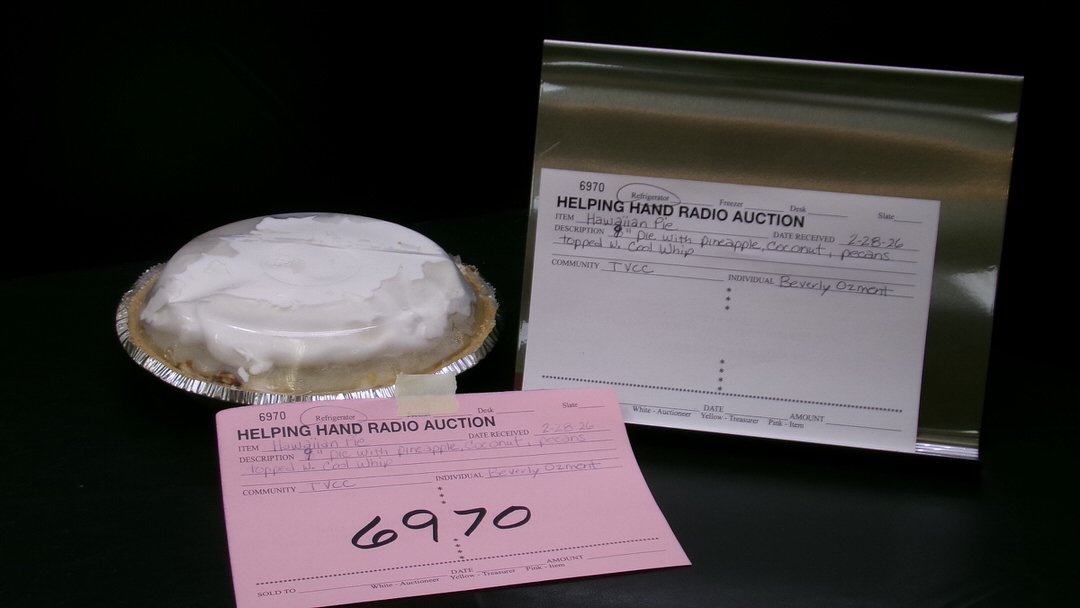 6970 Refrigerator Freezer Desk Slate
HELPING HAND RADIO AUCTION
ITEM Hawaiian Pie DATE RECEIVED 2-28-26
DESCRIPTION 9" pie with pineapple, coconut, pecans
topped w. Cool Whip
COMMUNITY TVCC INDIVIDUAL Beverly Ozment
DATE AMOUNT
White - Auctioneer Yellow - Treasurer Pink - Item
6970 Refrigerator Desk Slate
HELPING HAND RADIO AUCTION
ITEM Hawaiian Pie DATE RECEIVED 2-28-26
DESCRIPTION 9" pie with pineapple, coconut, pecans
topped w. Cool Whip
COMMUNITY TVCC INDIVIDUAL Beverly Ozment
6970
SOLD TO DATE AMOUNT
White - Auctioneer Yellow - Treasurer Pink - Item